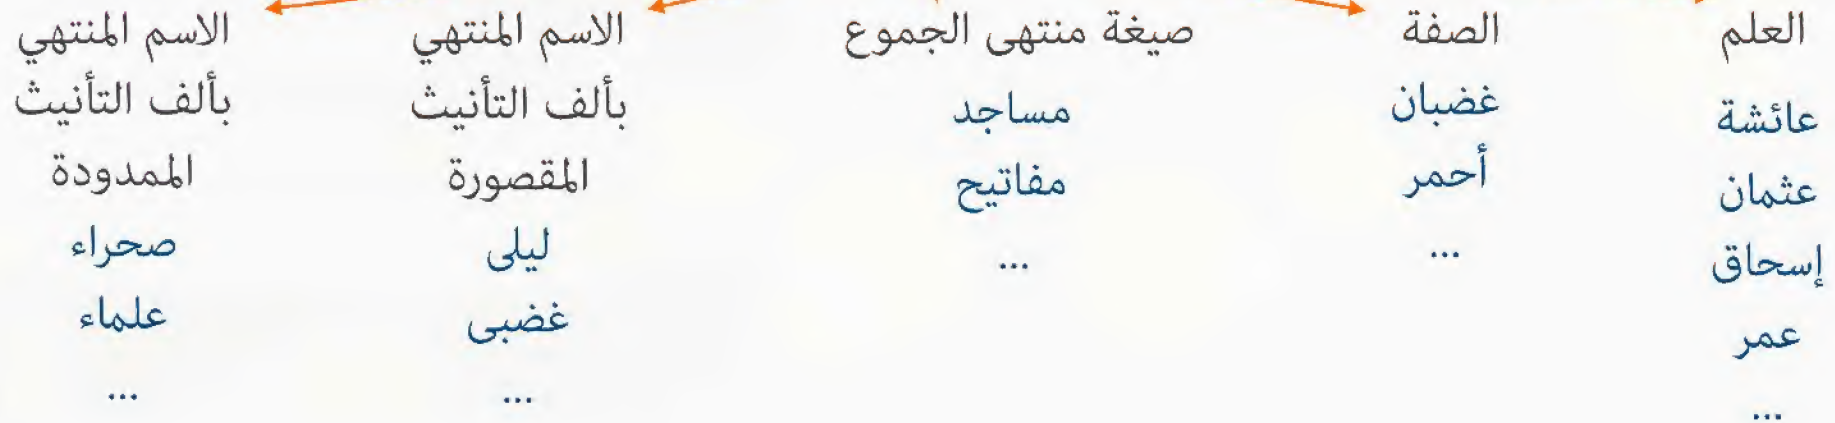 العلم
عائشة
عثمان
إسحاق
عمر
...
الصفة
غضبان
أحمر
...
صيغة منتهى الجموع
مساجد
مفاتيح
...
الاسم المنتهي
بألف التأنيث
المقصورة
ليلى
غضبى
...
الاسم المنتهي
بألف التأنيث
الممدودة
صحراء
علماء
...